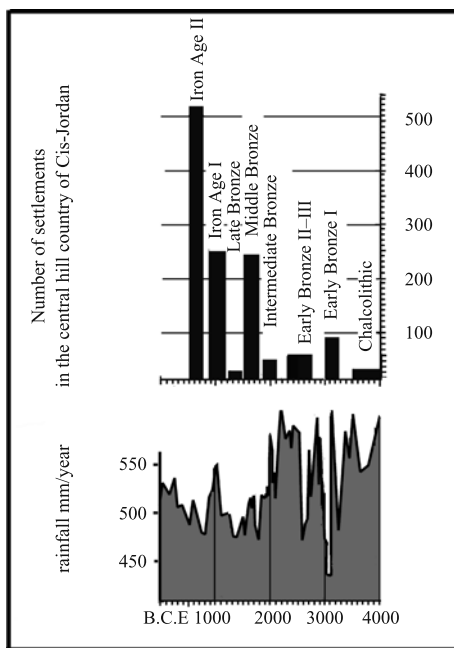 Number of settlements
in the central hill country of Cis-Jordan
Iron Age II
Iron Age I
Late Bronze
Middle Bronze
Intermediate Bronze
Early Bronze II–III
Early Bronze I
Chalcolithic
500
400
300
200
100
rainfall mm/year
550
500
450
B.C.E 1000 2000 3000 4000